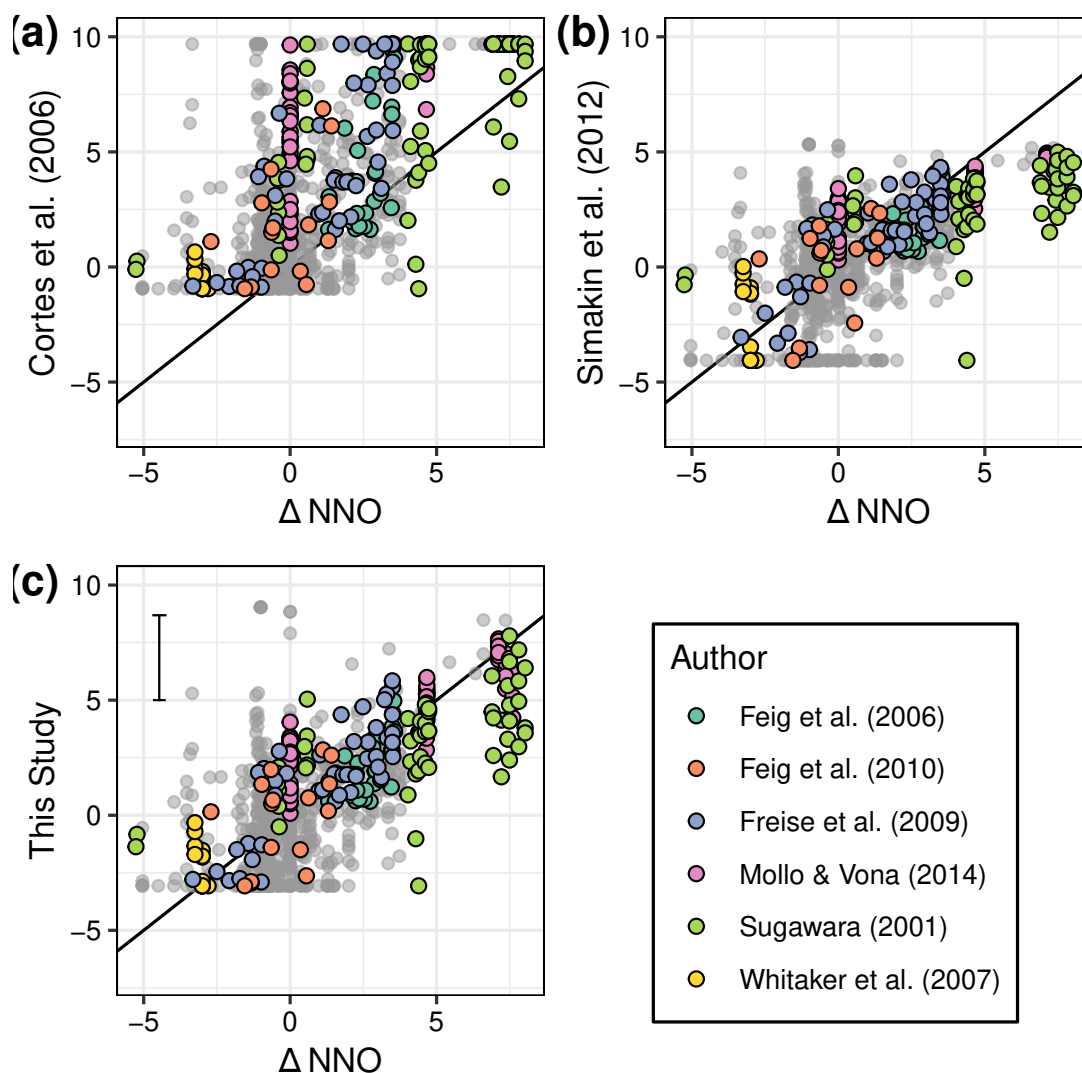 (a)
10
5
0
−5
Cortes et al. (2006)
−5
0
5
Δ NNO
(b)
10
5
0
−5
Simakin et al. (2012)
−5
0
5
Δ NNO
(c)
10
5
0
−5
This Study
−5
0
5
Δ NNO
Author
Feig et al. (2006)
Feig et al. (2010)
Freise et al. (2009)
Mollo & Vona (2014)
Sugawara (2001)
Whitaker et al. (2007)